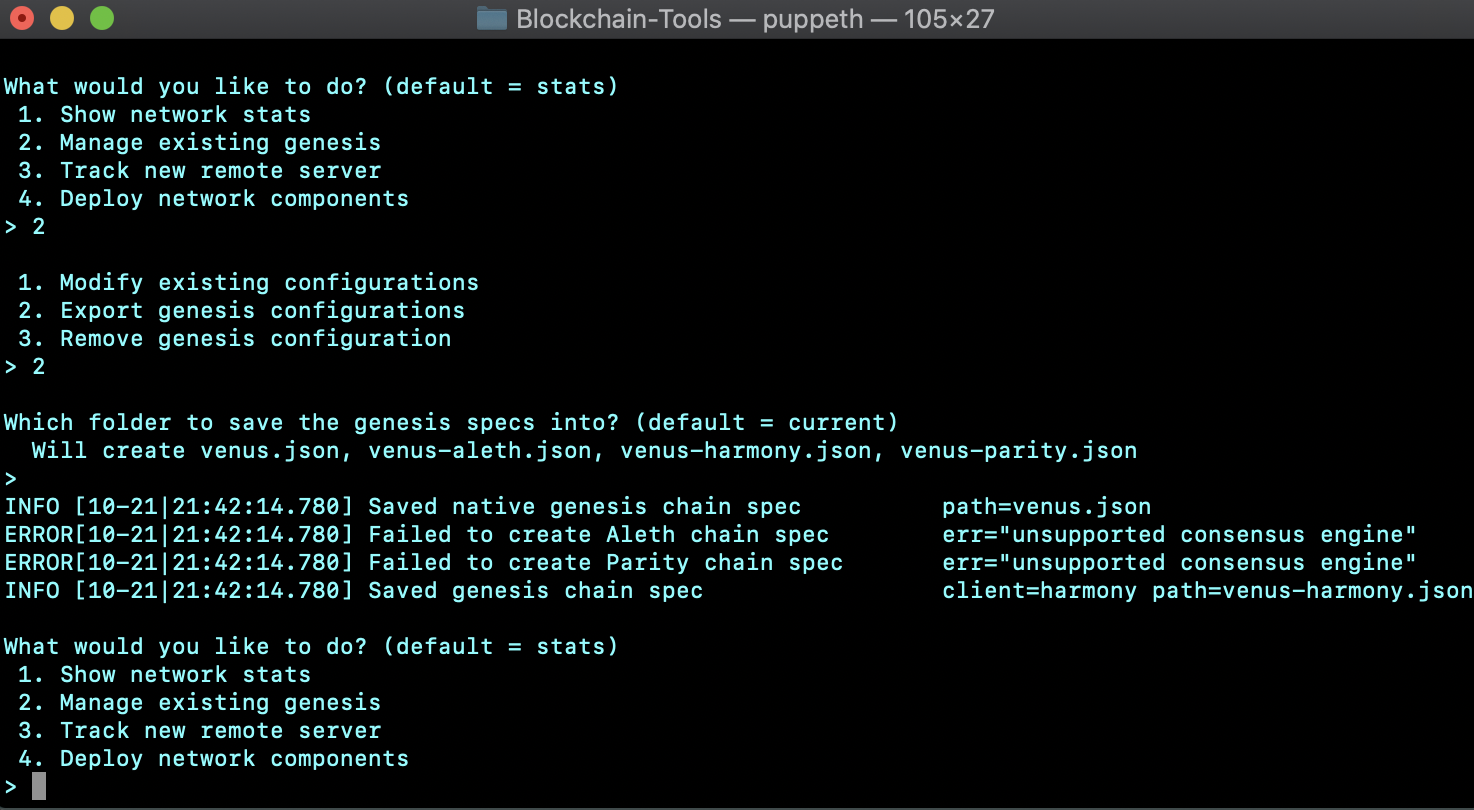 Blockchain-Tools — puppeth — 105×27
What would you like to do? (default = stats)
1. Show network stats
2. Manage existing genesis
3. Track new remote server
4. Deploy network components
> 2
1. Modify existing configurations
2. Export genesis configurations
3. Remove genesis configuration
> 2
Which folder to save the genesis specs into? (default = current)
Will create venus.json, venus-aleth.json, venus-harmony.json, venus-parity.json
>
INFO [10-21|21:42:14.780] Saved native genesis chain spec path=venus.json
ERROR[10-21|21:42:14.780] Failed to create Aleth chain spec err="unsupported consensus engine"
ERROR[10-21|21:42:14.780] Failed to create Parity chain spec err="unsupported consensus engine"
INFO [10-21|21:42:14.780] Saved genesis chain spec client=harmony path=venus-harmony.json
What would you like to do? (default = stats)
1. Show network stats
2. Manage existing genesis
3. Track new remote server
4. Deploy network components
>